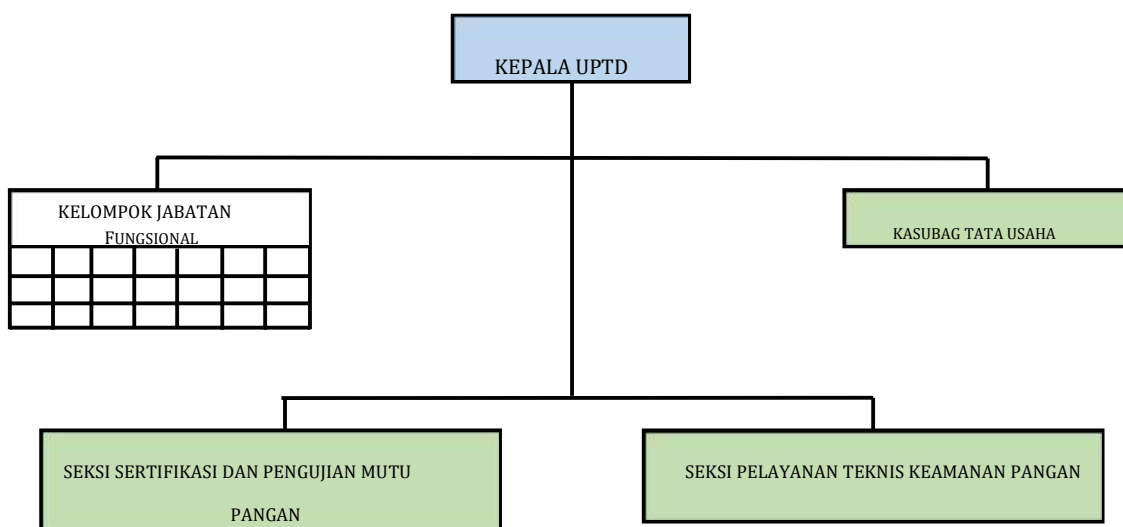 KEPALA UPTD
KELOMPOK JABATAN
FUNGSIONAL
KASUBAG TATA USAHA
SEKSI SERTIFIKASI DAN PENGUJIAN MUTU
PANGAN
SEKSI PELAYANAN TEKNIS KEAMANAN PANGAN